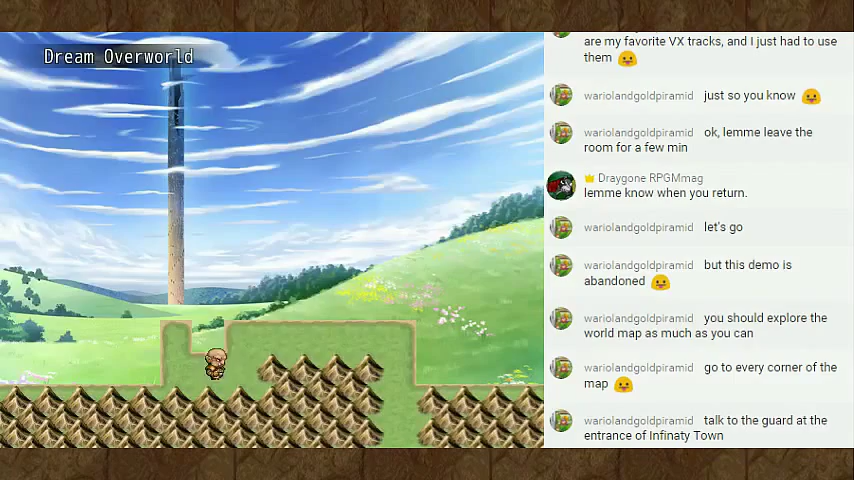 Dream Overworld
are my favorite VX tracks, and I just had to use
them
wariolandgoldpiramid just so you know
wariolandgoldpiramid ok, lemme leave the
room for a few min
Draygone RPGMmag
lemme know when you return.
wariolandgoldpiramid let's go
wariolandgoldpiramid but this demo is
abandoned
wariolandgoldpiramid you should explore the
world map as much as you can
wariolandgoldpiramid go to every corner of the
map
wariolandgoldpiramid talk to the guard at the
entrance of Infinaty Town